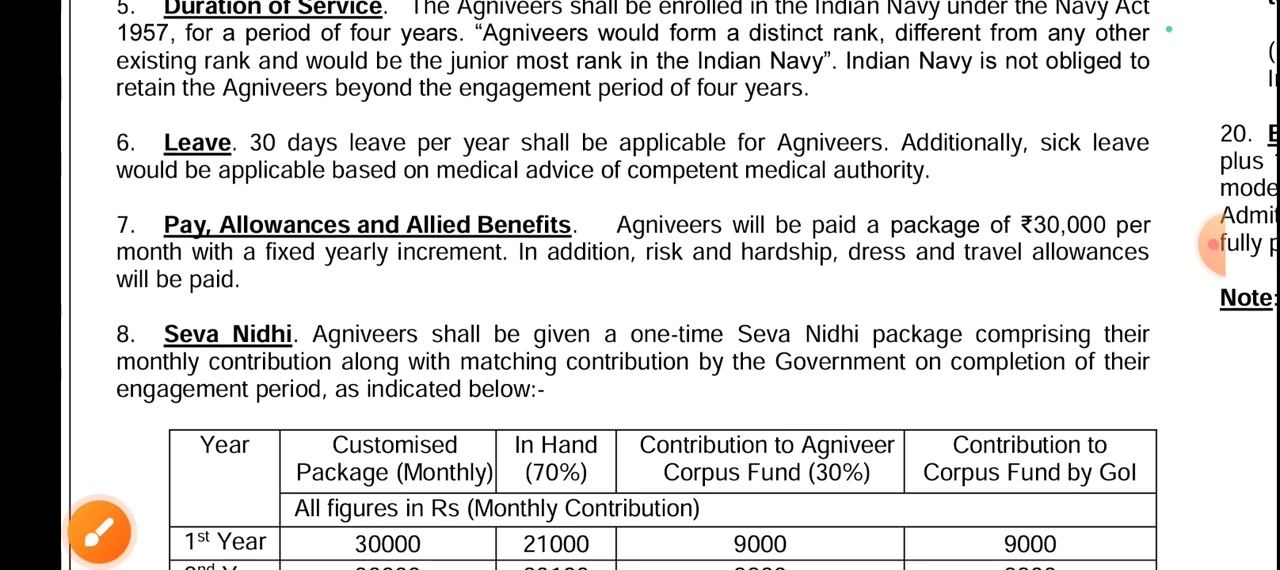 5. Duration of Service. The Agniveers shall be enrolled in the Indian Navy under the Navy Act
1957, for a period of four years. “Agniveers would form a distinct rank, different from any other
existing rank and would be the junior most rank in the Indian Navy”. Indian Navy is not obliged to
retain the Agniveers beyond the engagement period of four years.
6. Leave. 30 days leave per year shall be applicable for Agniveers. Additionally, sick leave
would be applicable based on medical advice of competent medical authority.
7. Pay, Allowances and Allied Benefits. Agniveers will be paid a package of ₹30,000 per
month with a fixed yearly increment. In addition, risk and hardship, dress and travel allowances
will be paid.
8. Seva Nidhi. Agniveers shall be given a one-time Seva Nidhi package comprising their
monthly contribution along with matching contribution by the Government on completion of their
engagement period, as indicated below:-
Year Customised In Hand Contribution to Agniveer Contribution to
Package (Monthly) (70%) Corpus Fund (30%) Corpus Fund by GoI
All figures in Rs (Monthly Contribution)
1st Year 30000 21000 9000 9000
20.
plus
fully
Note: